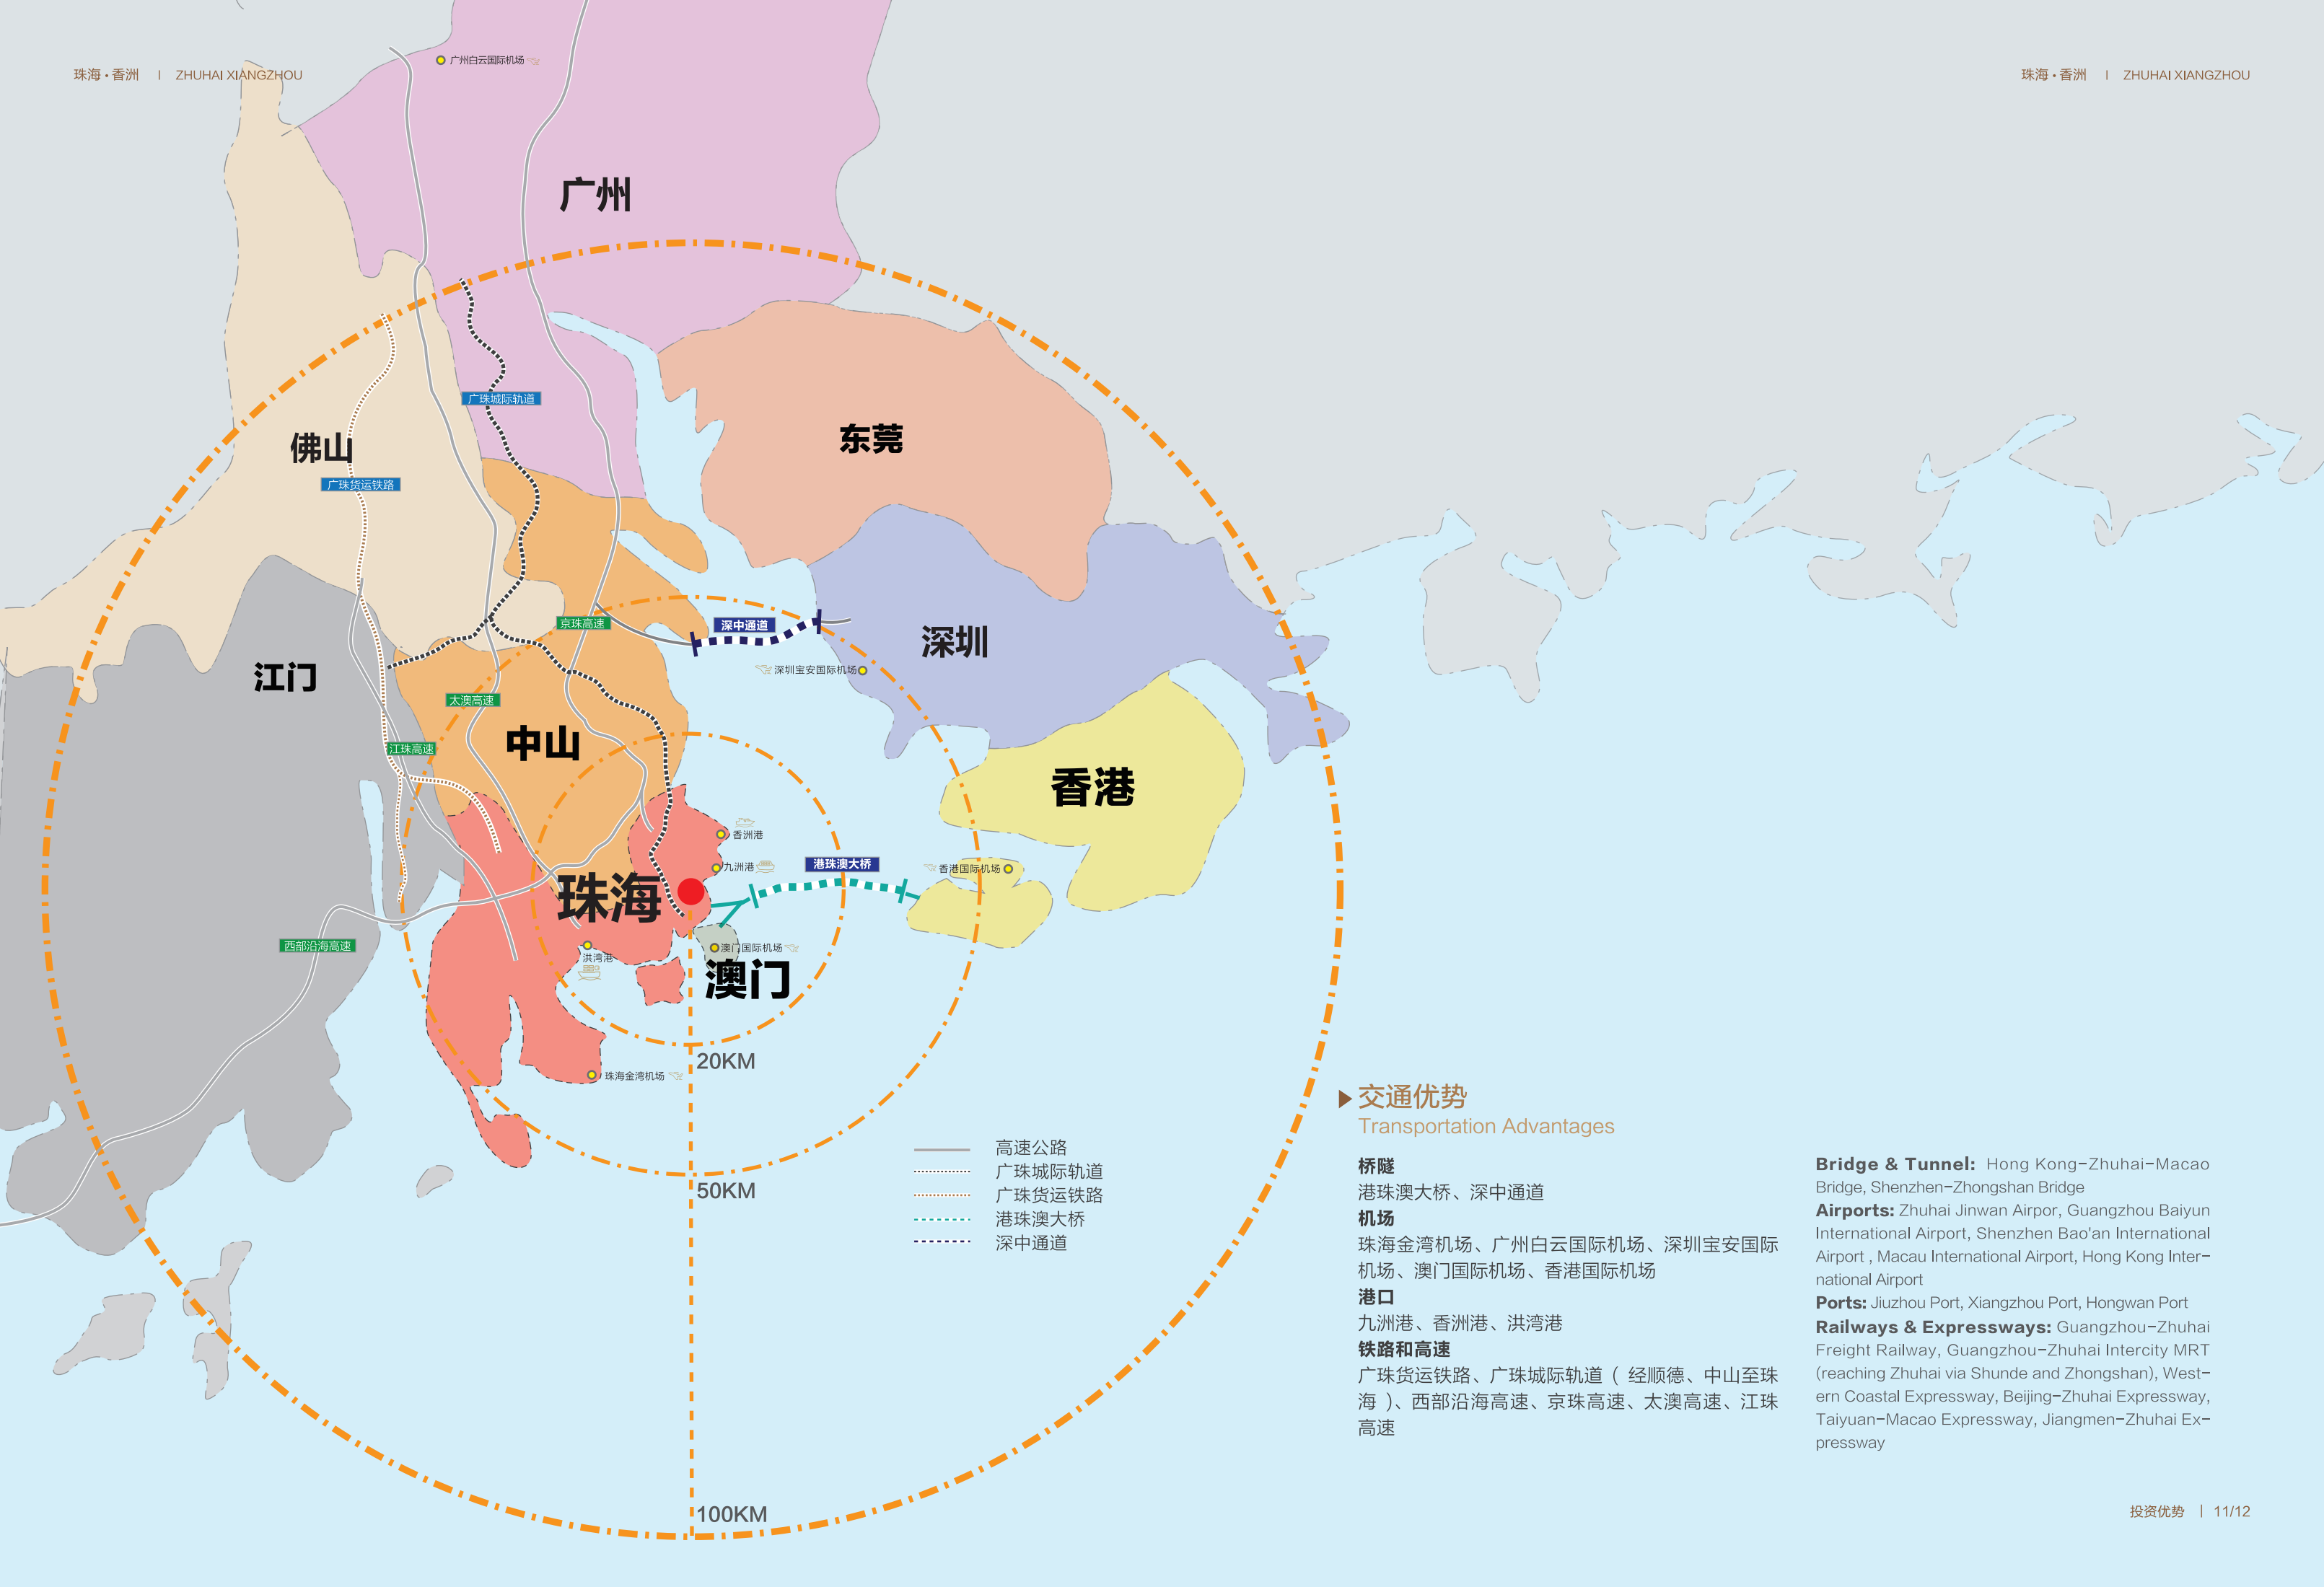 珠海 • 香洲 | ZHUHAI XIANGZHOU
珠海 • 香洲 | ZHUHAI XIANGZHOU
广州白云国际机场
广州
广珠城际轨道
佛山
东莞
广珠货运铁路
京珠高速
深中通道
深圳
深圳宝安国际机场
江门
太澳高速
中山
江珠高速
香港
香洲港
九洲港
港珠澳大桥
香港国际机场
珠海
西部沿海高速
澳门国际机场
洪湾港
澳门
20KM
珠海金湾机场
50KM
100KM
高速公路
广珠城际轨道
广珠货运铁路
港珠澳大桥
深中通道
交通优势
Transportation Advantages
桥隧
港珠澳大桥、深中通道
机场
珠海金湾机场、广州白云国际机场、深圳宝安国际
机场、澳门国际机场、香港国际机场
港口
九洲港、香洲港、洪湾港
铁路和高速
广珠货运铁路、广珠城际轨道 ( 经顺德、中山至珠
海 )、西部沿海高速、京珠高速、太澳高速、江珠
高速
Bridge & Tunnel: Hong Kong-Zhuhai-Macao
Bridge, Shenzhen-Zhongshan Bridge
Airports: Zhuhai Jinwan Airpor, Guangzhou Baiyun
International Airport, Shenzhen Bao'an International
Airport , Macau International Airport, Hong Kong Inter-
national Airport
Ports: Jiuzhou Port, Xiangzhou Port, Hongwan Port
Railways & Expressways: Guangzhou-Zhuhai
Freight Railway, Guangzhou-Zhuhai Intercity MRT
(reaching Zhuhai via Shunde and Zhongshan), West-
ern Coastal Expressway, Beijing-Zhuhai Expressway,
Taiyuan-Macao Expressway, Jiangmen-Zhuhai Ex-
pressway
投资优势 | 11/12